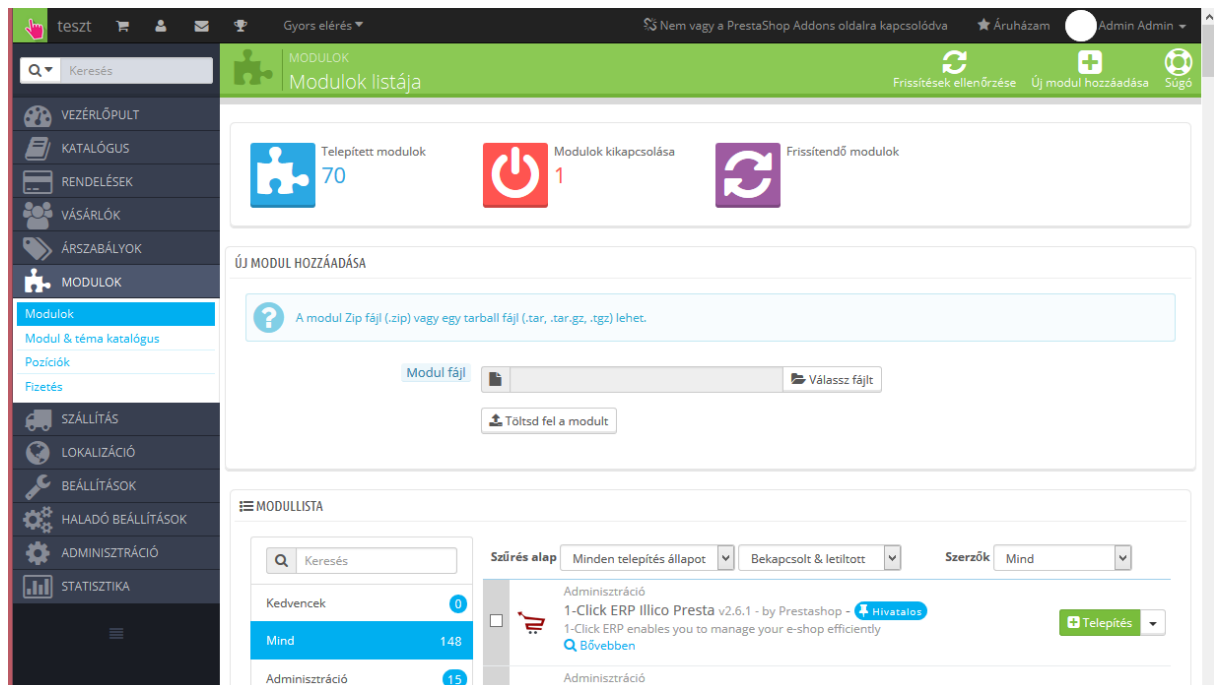 teszt
Gyors elérés
Nem vagy a PrestaShop Addons oldalra kapcsolódva
Áruházam
Admin Admin
Keresés
MODULOK
Modulok listája
Frissítések ellenőrzése
Új modul hozzáadása
Súgó
VEZÉRLŐPULT
KATALÓGUS
RENDELÉSEK
VÁSÁRLÓK
ÁRSZABÁLYOK
MODULOK
Modulok
Modul & téma katalógus
Pozíciók
Fizetés
SZÁLLÍTÁS
LOKALIZÁCIÓ
BEÁLLÍTÁSOK
HALADÓ BEÁLLÍTÁSOK
ADMINISZTRÁCIÓ
STATISZTIKA
Telepített modulok
70
Modulok kikapcsolása
1
Frissítendő modulok
ÚJ MODUL HOZZÁADÁSA
A modul Zip fájl (.zip) vagy egy tarball fájl (.tar, .tar.gz, .tgz) lehet.
Modul fájl
Válassz fájlt
Töltsd fel a modult
MODULLISTA
Keresés
Kedvencek 0
Mind 148
Adminisztráció 15
Szűrés alap
Minden telepítés állapot
Bekapcsolt & letiltott
Szerzők
Mind
Adminisztráció
1-Click ERP Illico Presta v2.6.1 - by Prestashop - Hivatalos
1-Click ERP enables you to manage your e-shop efficiently
Bővebben
Telepítés
Adminisztráció